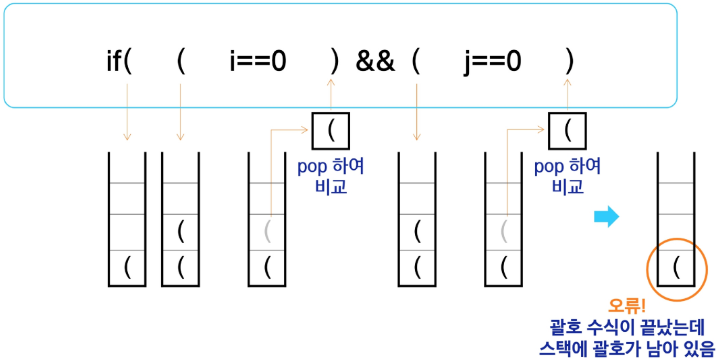 if( ( i==0 ) && ( j==0 )
( (
pop 하여 pop 하여
비교 비교
( ( ( (
( ( ( ( ( (
오류!
괄호 수식이 끝났는데
스택에 괄호가 남아 있음